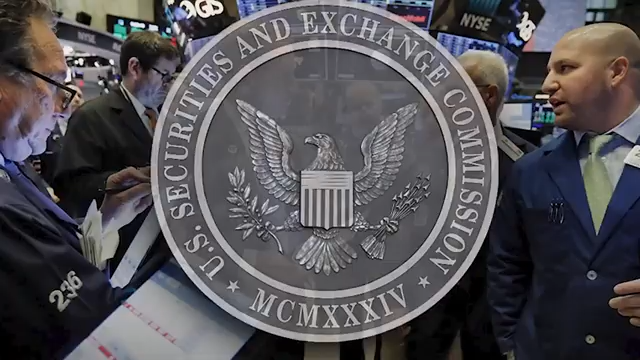 NYSE
U.S. SECURITIES AND EXCHANGE COMMISSION
MCMXXXIV
236